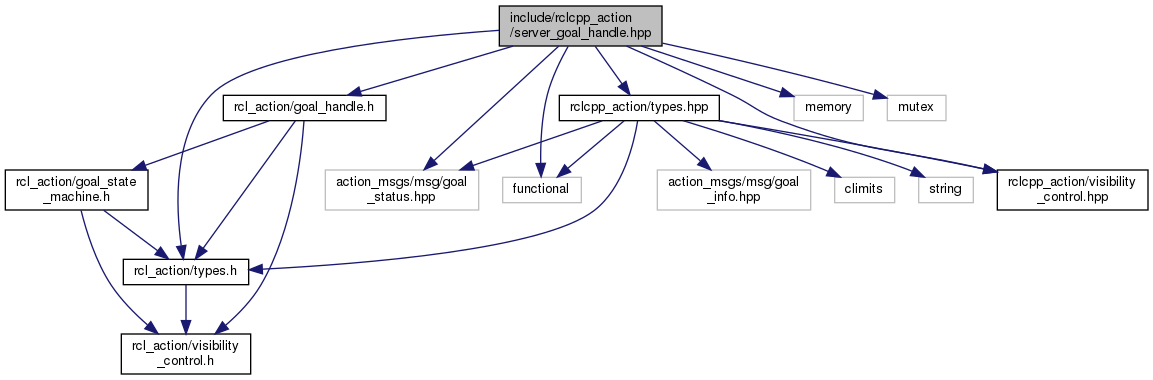 include/rclcpp_action
/server_goal_handle.hpp
rcl_action/goal_handle.h
rclcpp_action/types.hpp
memory
mutex
rcl_action/goal_state
_machine.h
action_msgs/msg/goal
_status.hpp
functional
action_msgs/msg/goal
_info.hpp
climits
string
rclcpp_action/visibility
_control.hpp
rcl_action/types.h
rcl_action/visibility
_control.h